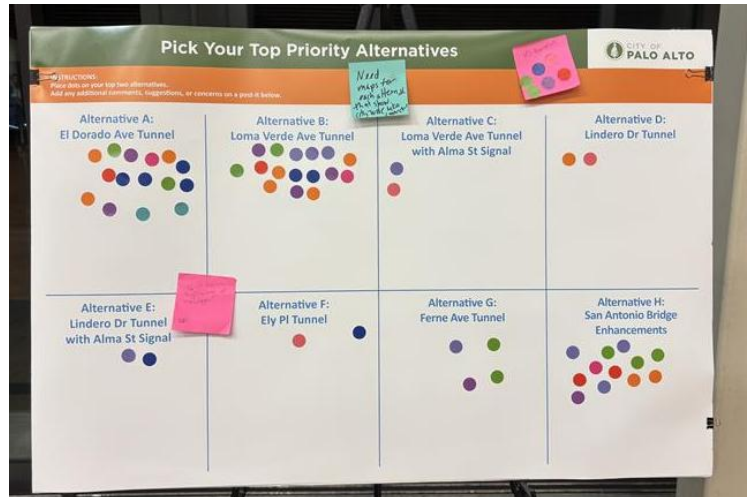 Pick Your Top Priority Alternatives
CITY OF
PALO ALTO
INSTRUCTIONS:
Place dots on your top two alternatives.
Add any additional comments, suggestions, or concerns on a post-it below.
Need
maps for
each
that show
Alternative A:
El Dorado Ave Tunnel
Alternative B:
Loma Verde Ave Tunnel
Alternative C:
Loma Verde Ave Tunnel
with Alma St Signal
Alternative D:
Lindero Dr Tunnel
Alternative E:
Lindero Dr Tunnel
with Alma St Signal
Alternative F:
Ely Pl Tunnel
Alternative G:
Ferne Ave Tunnel
Alternative H:
San Antonio Bridge
Enhancements